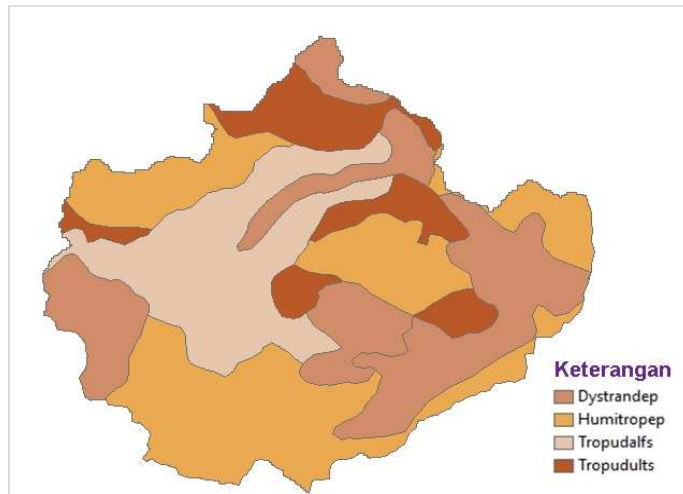 Keterangan
Dystrandep
Humitropep
Tropudalfs
Tropudults